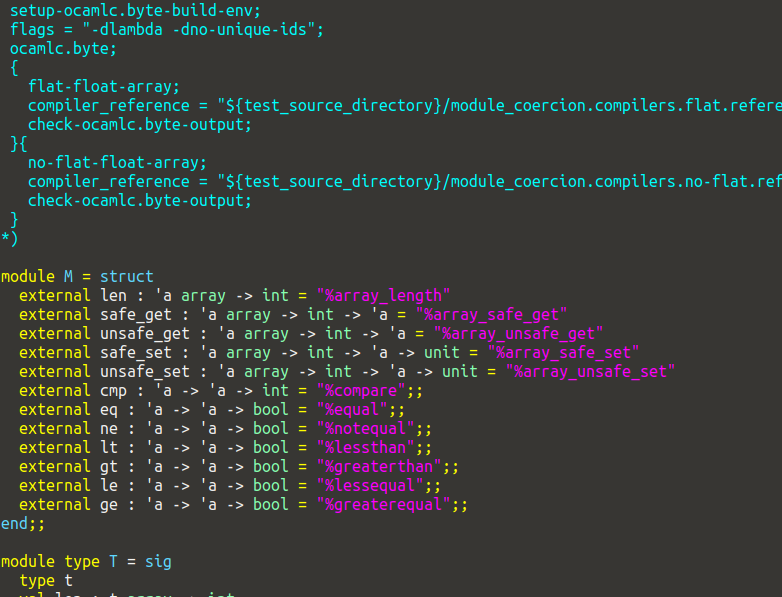 setup-ocamlc.byte-build-env;
flags = "-dlambda -dno-unique-ids";
ocamlc.byte;
{
flat-float-array;
compiler_reference = "${test_source_directory}/module_coercion.compilers.flat.refere
check-ocamlc.byte-output;
}{
no-flat-float-array;
compiler_reference = "${test_source_directory}/module_coercion.compilers.no-flat.ref
check-ocamlc.byte-output;
}
*)
module M = struct
external len : 'a array -> int = "%array_length"
external safe_get : 'a array -> int -> 'a = "%array_safe_get"
external unsafe_get : 'a array -> int -> 'a = "%array_unsafe_get"
external safe_set : 'a array -> int -> 'a -> unit = "%array_safe_set"
external unsafe_set : 'a array -> int -> 'a -> unit = "%array_unsafe_set"
external cmp : 'a -> 'a -> int = "%compare";;
external eq : 'a -> 'a -> bool = "%equal";;
external ne : 'a -> 'a -> bool = "%notequal";;
external lt : 'a -> 'a -> bool = "%lessthan";;
external gt : 'a -> 'a -> bool = "%greaterthan";;
external le : 'a -> 'a -> bool = "%lessequal";;
external ge : 'a -> 'a -> bool = "%greaterequal";;
end;;
module type T = sig
type t